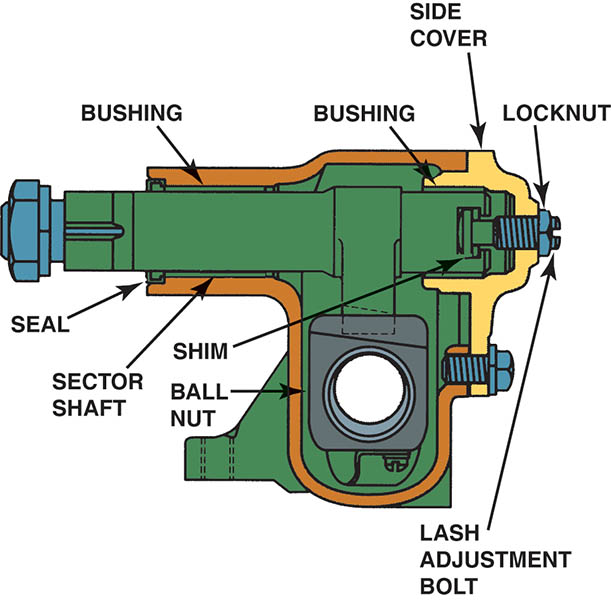 SIDE
COVER
BUSHING
BUSHING
LOCKNUT
SEAL
SHIM
SECTOR
SHAFT
BALL
NUT
LASH
ADJUSTMENT
BOLT